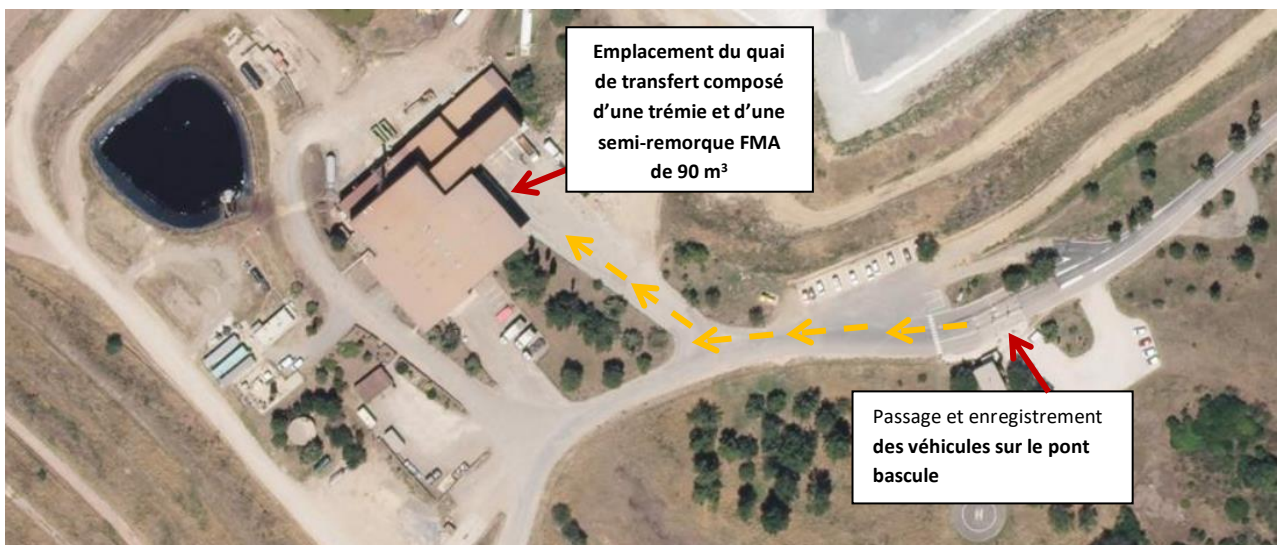 Emplacement du quai
de transfert composé
d’une trémie et d’une
semi-remorque FMA
de 90 m³
Passage et enregistrement
des véhicules sur le pont
bascule
H